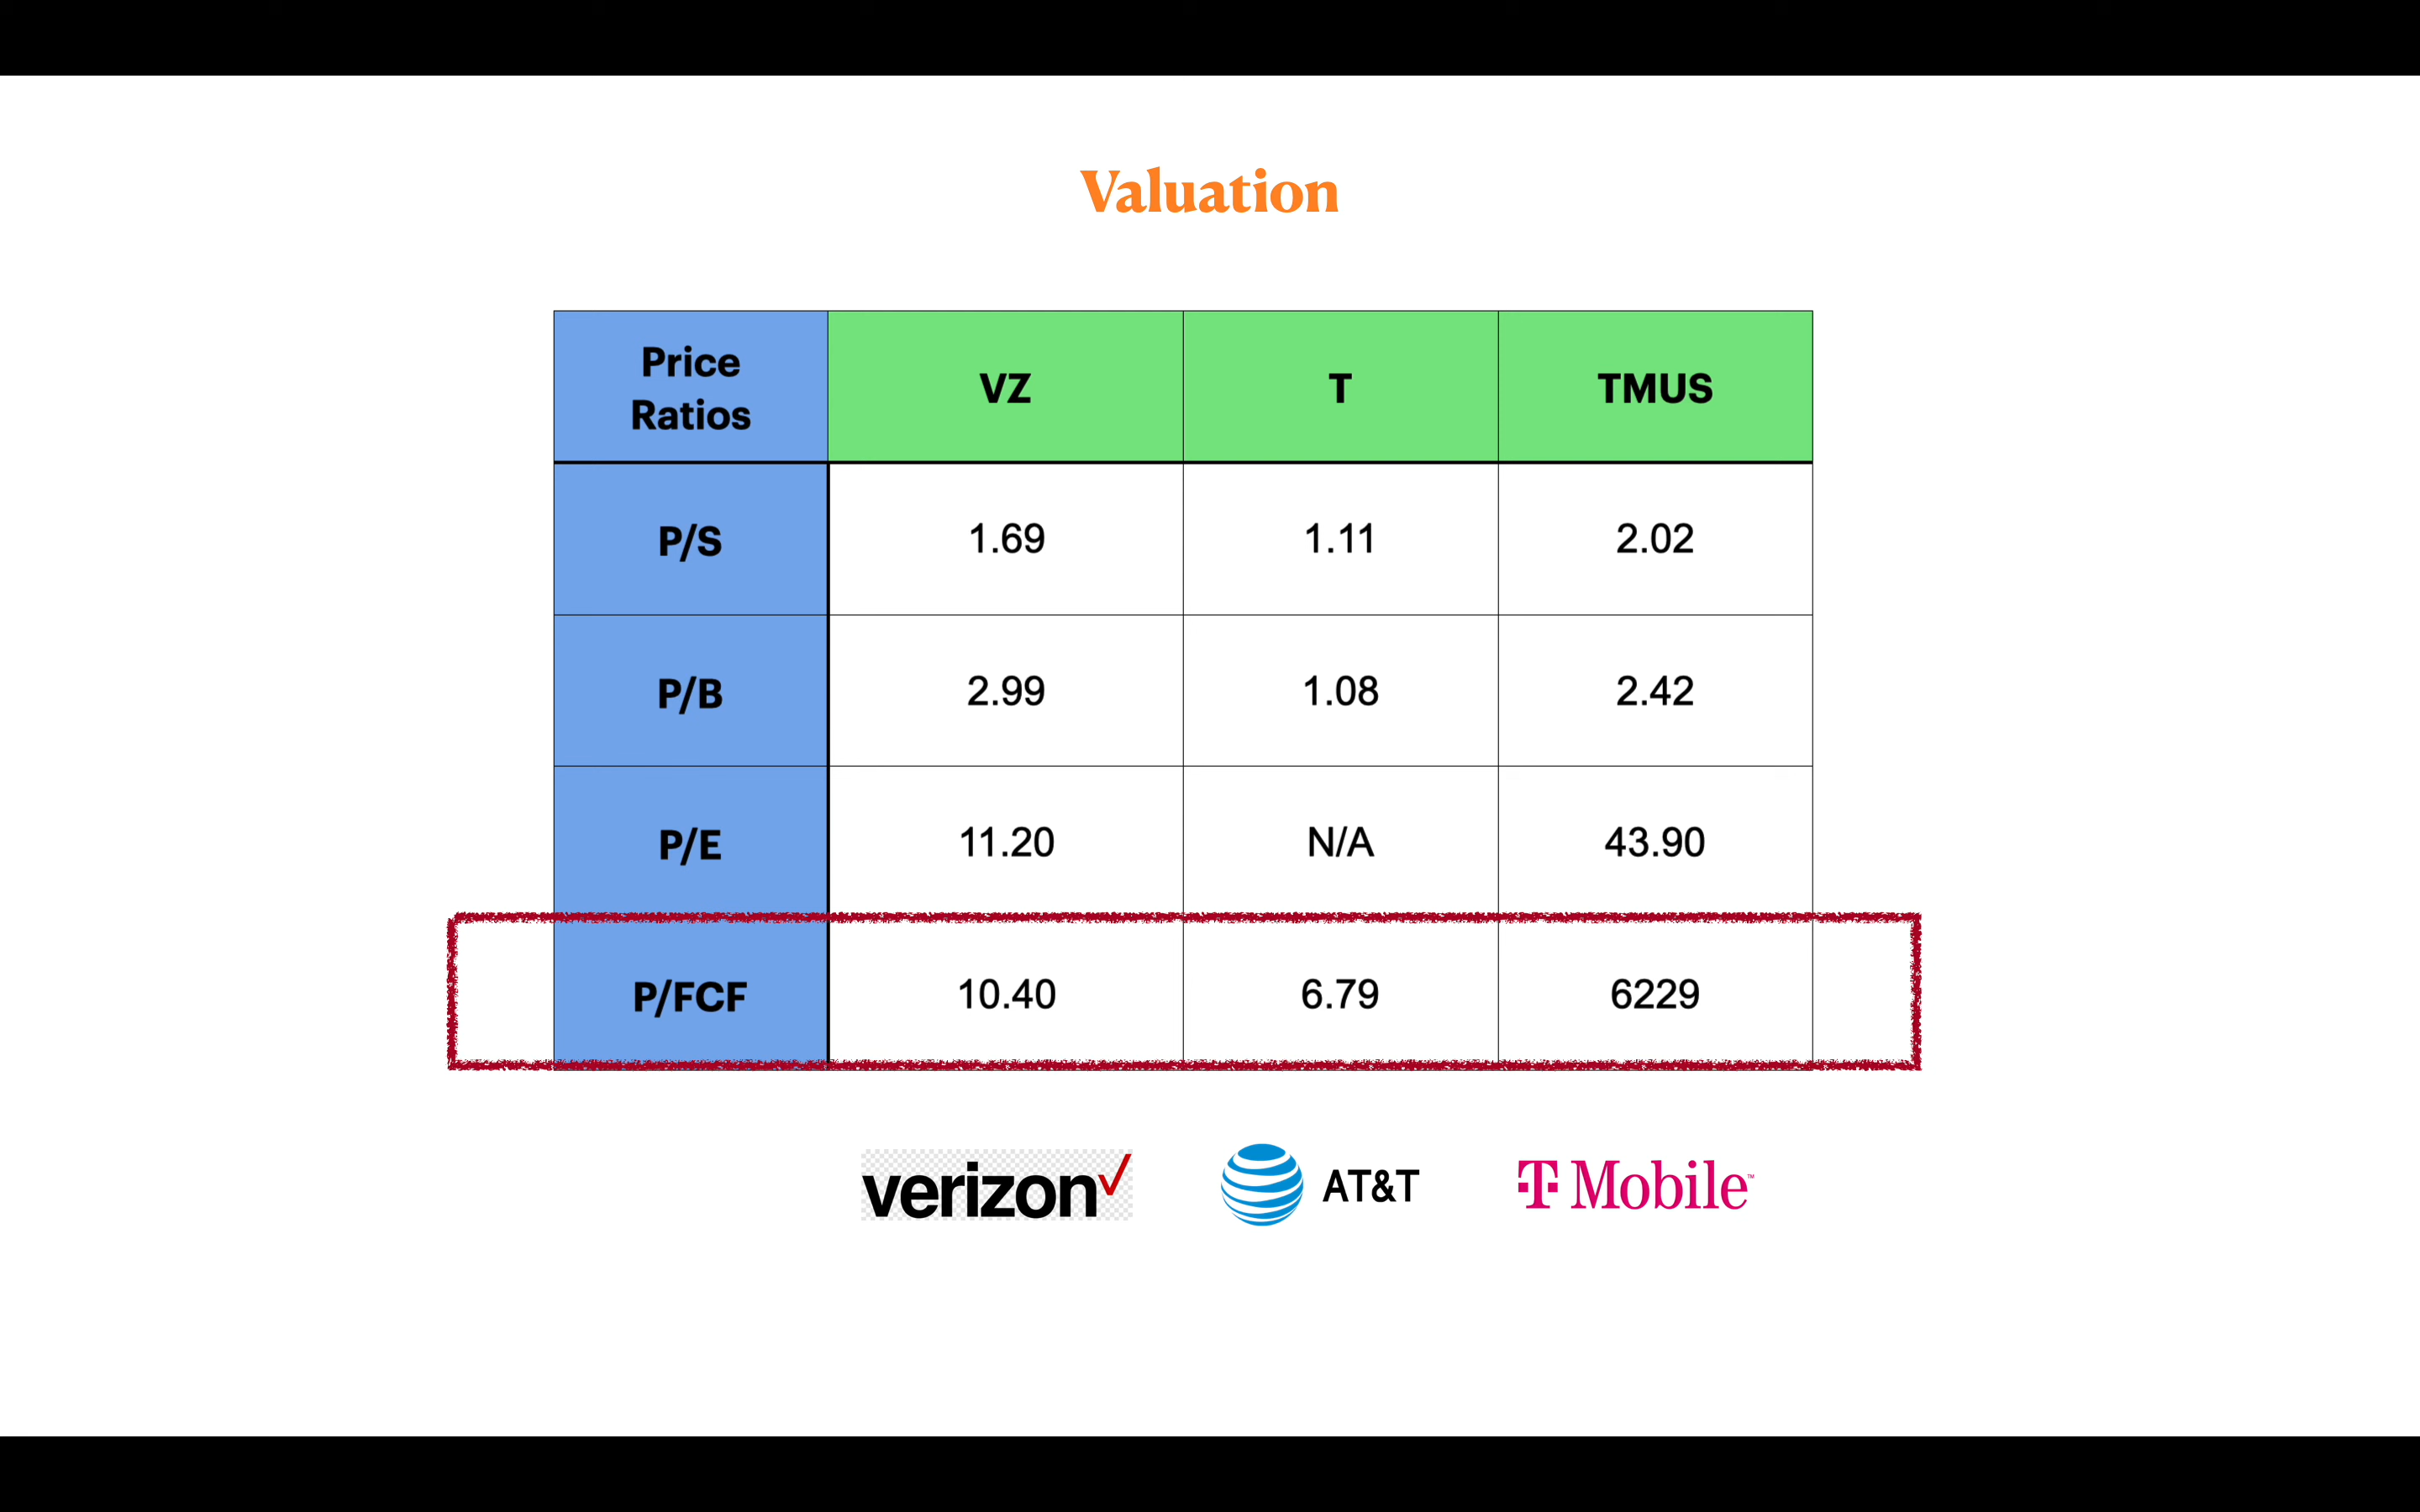 Valuation
Price
Ratios
VZ
T
TMUS
P/S
1.69
1.11
2.02
P/B
2.99
1.08
2.42
P/E
11.20
N/A
43.90
P/FCF
10.40
6.79
6229
verizon
AT&T
T Mobile™